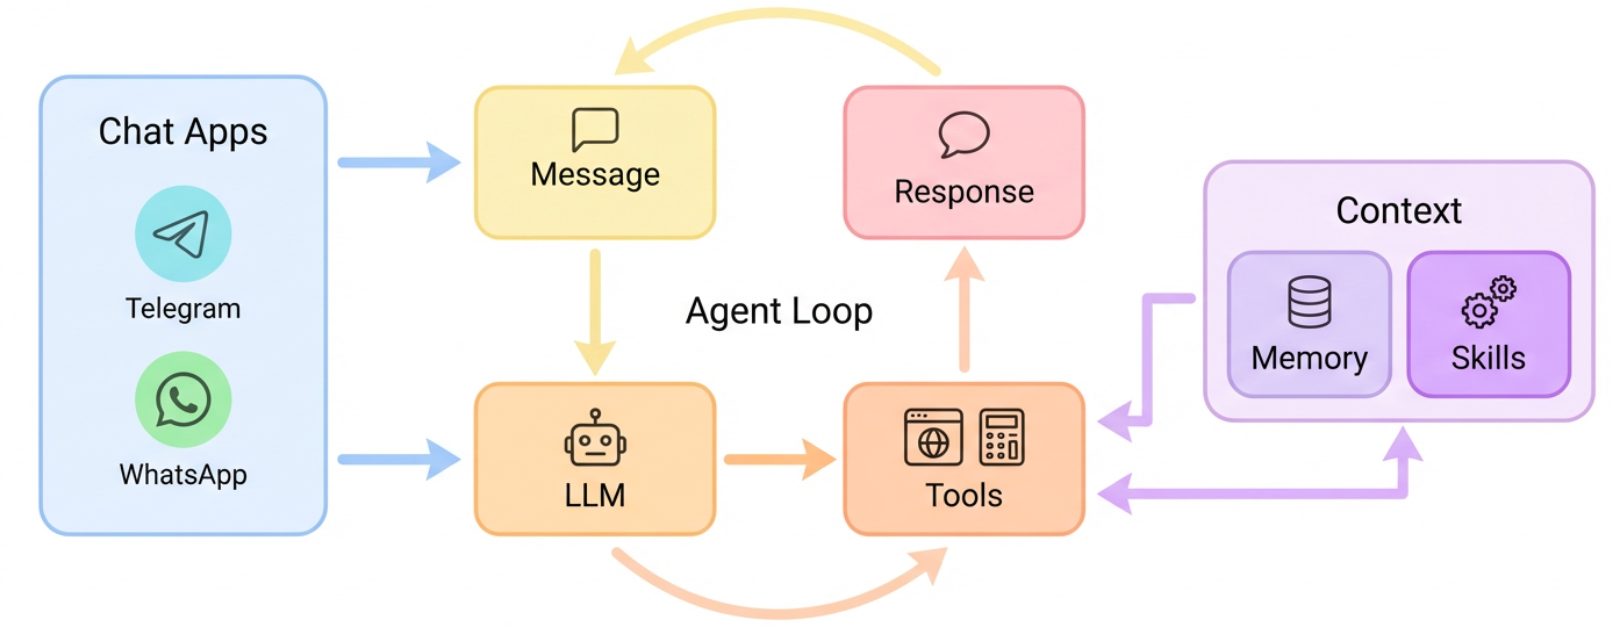 Chat Apps
Telegram
WhatsApp
Message
Response
Agent Loop
LLM
Tools
Context
Memory
Skills